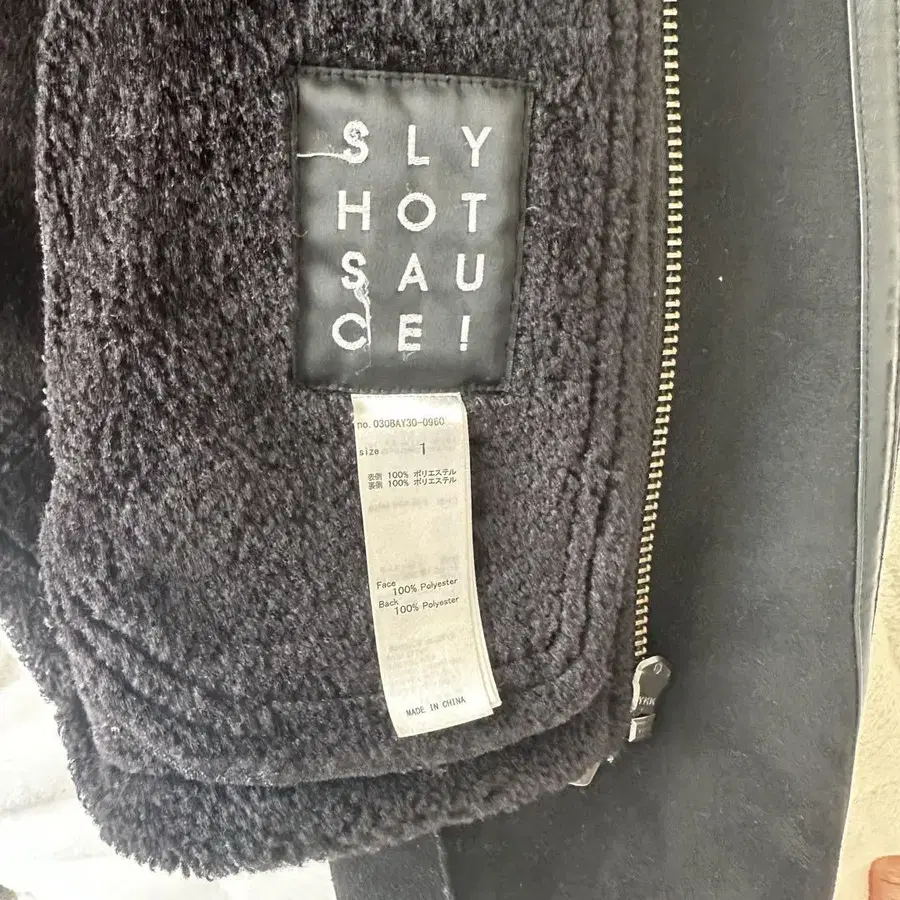 SLY
HOT
SAU
CE!
no. 030BAY30-0960
size 1
表側 100% ポリエステル
裏側 100% ポリエステル
Face
100% Polyester
Back
100% Polyester
MADE IN CHINA
YKK